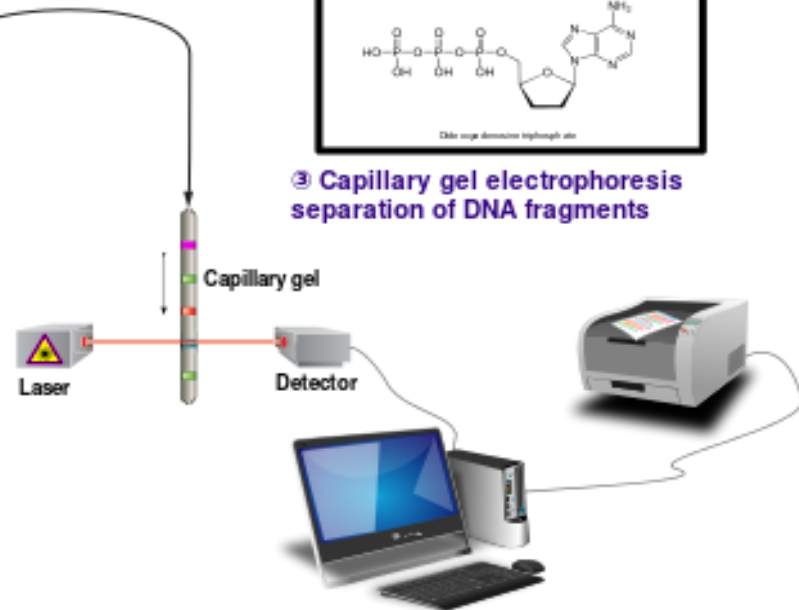 NH₂
N
N
N
N
O
O
O
HO-P-O-P-O-P-O
O
OH
OH
OH
③ Capillary gel electrophoresis
separation of DNA fragments
Capillary gel
Laser
Detector